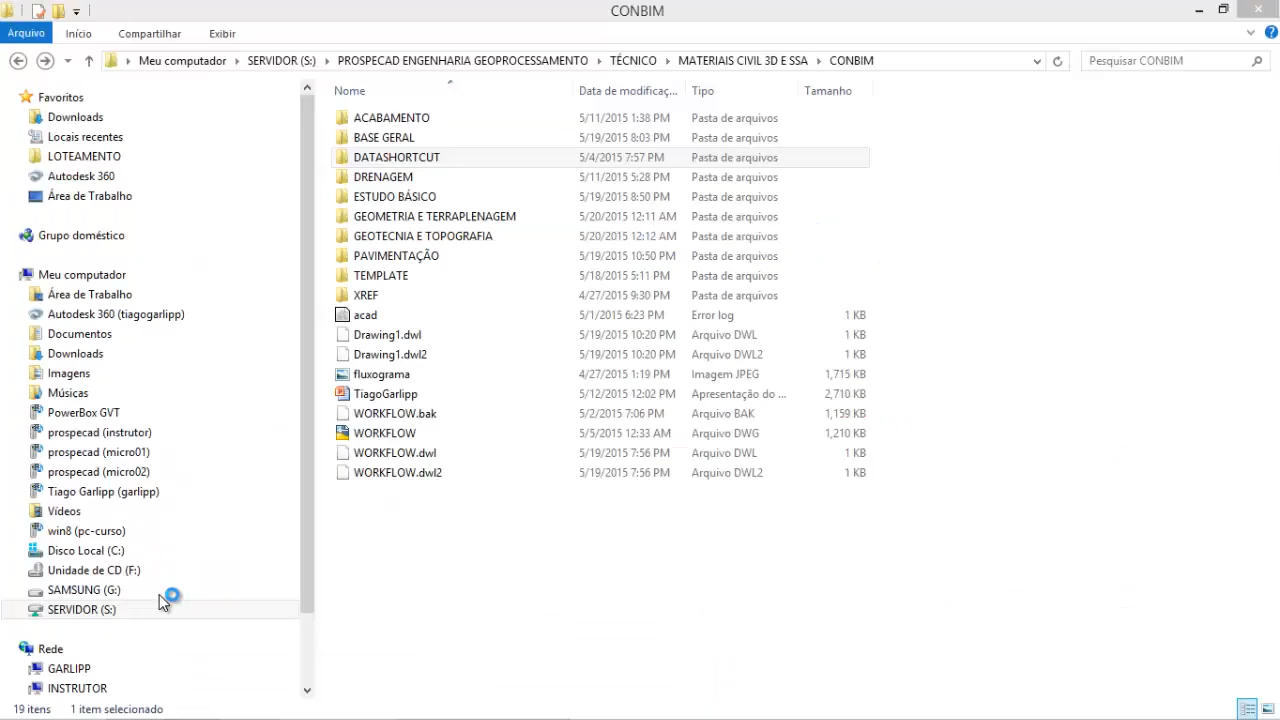 CONBIM
Arquivo Início Compartilhar Exibir
Meu computador SERVIDOR (S:) PROSPECAD ENGENHARIA GEOPROCESSAMENTO TÉCNICO MATERIAIS CIVIL 3D E SSA CONBIM Pesquisar CONBIM
Favoritos
Downloads
Locais recentes
LOTEAMENTO
Autodesk 360
Área de Trabalho
Grupo doméstico
Meu computador
Área de Trabalho
Autodesk 360 (tiagogarlipp)
Documentos
Downloads
Imagens
Músicas
PowerBox GVT
prospecad (instrutor)
prospecad (micro01)
prospecad (micro02)
Tiago Garlipp (garlipp)
Vídeos
win8 (pc-curso)
Disco Local (C:)
Unidade de CD (F:)
SAMSUNG (G:)
SERVIDOR (S:)
Rede
GARLIPP
INSTRUTOR
Nome Data de modificaç... Tipo Tamanho
ACABAMENTO 5/11/2015 1:38 PM Pasta de arquivos
BASE GERAL 5/19/2015 8:03 PM Pasta de arquivos
DATASHORTCUT 5/4/2015 7:57 PM Pasta de arquivos
DRENAGEM 5/11/2015 5:28 PM Pasta de arquivos
ESTUDO BÁSICO 5/19/2015 8:50 PM Pasta de arquivos
GEOMETRIA E TERRAPLENAGEM 5/20/2015 12:11 AM Pasta de arquivos
GEOTECNIA E TOPOGRAFIA 5/20/2015 12:12 AM Pasta de arquivos
PAVIMENTAÇÃO 5/19/2015 10:50 PM Pasta de arquivos
TEMPLATE 5/18/2015 5:11 PM Pasta de arquivos
XREF 4/27/2015 9:30 PM Pasta de arquivos
acad 5/1/2015 6:23 PM Error log 1 KB
Drawing1.dwl 5/19/2015 10:20 PM Arquivo DWL 1 KB
Drawing1.dwl2 5/19/2015 10:20 PM Arquivo DWL2 1 KB
fluxograma 4/27/2015 1:19 PM Imagem JPEG 1,715 KB
TiagoGarlipp 5/12/2015 12:02 PM Apresentação do ... 2,710 KB
WORKFLOW.bak 5/2/2015 7:06 PM Arquivo BAK 1,159 KB
WORKFLOW 5/5/2015 12:33 AM Arquivo DWG 1,210 KB
WORKFLOW.dwl 5/19/2015 7:56 PM Arquivo DWL 1 KB
WORKFLOW.dwl2 5/19/2015 7:56 PM Arquivo DWL2 1 KB
19 itens 1 item selecionado